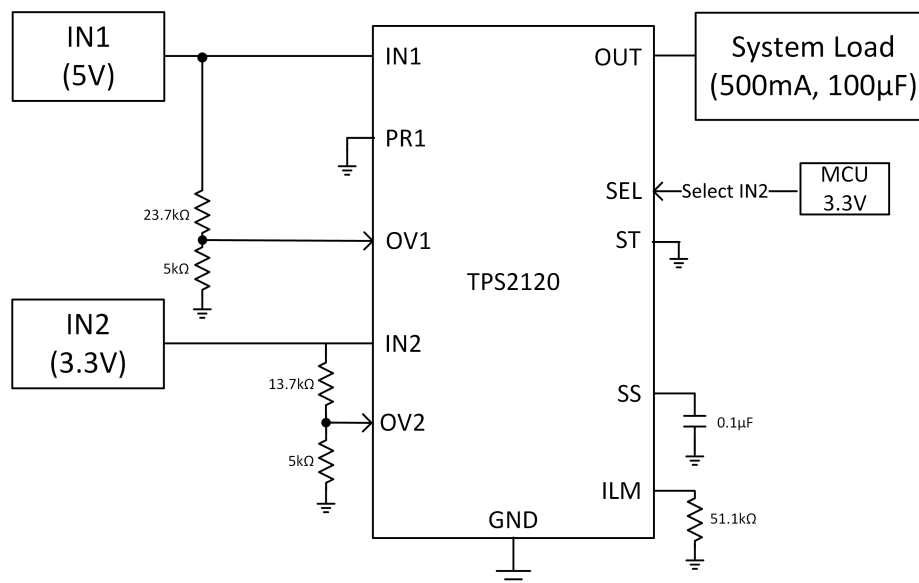 IN1
(5V)
IN1
OUT
System Load
(500mA, 100µF)
PR1
SEL
Select IN2
MCU
3.3V
23.7kΩ
OV1
ST
5kΩ
TPS2120
IN2
(3.3V)
IN2
13.7kΩ
SS
OV2
0.1µF
5kΩ
ILM
GND
51.1kΩ